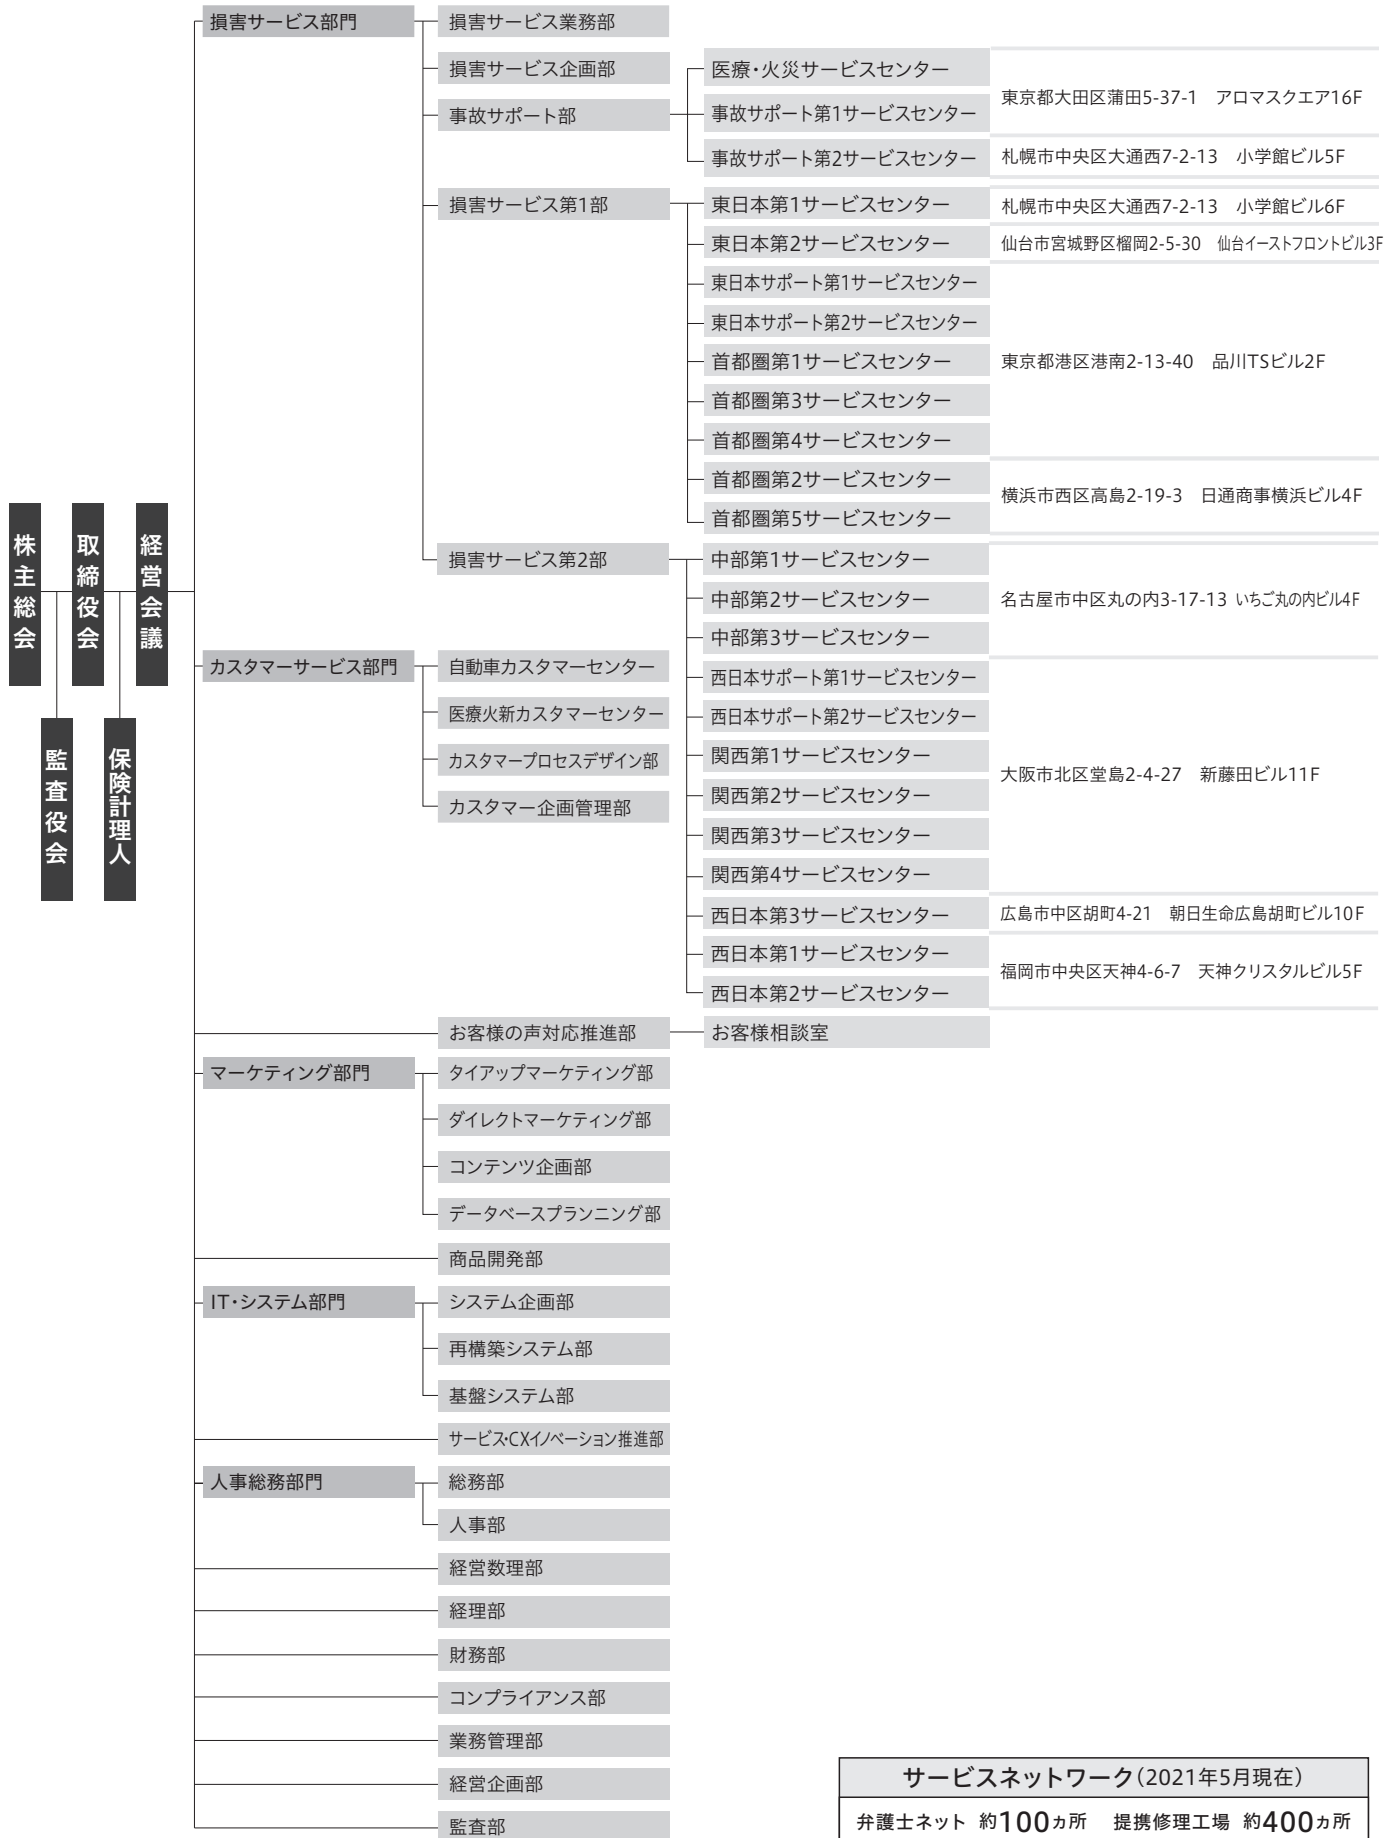 株主総会
取締役会
経営会議
監査役会
保険計理人
損害サービス部門
損害サービス業務部
損害サービス企画部
事故サポート部
医療・火災サービスセンター
事故サポート第1サービスセンター
東京都大田区蒲田5-37-1　アロマスクエア16F
事故サポート第2サービスセンター
札幌市中央区大通西7-2-13　小学館ビル5F
損害サービス第1部
東日本第1サービスセンター
札幌市中央区大通西7-2-13　小学館ビル6F
東日本第2サービスセンター
仙台市宮城野区榴岡2-5-30　仙台イーストフロントビル3F
東日本サポート第1サービスセンター
東日本サポート第2サービスセンター
首都圏第1サービスセンター
東京都港区港南2-13-40　品川TSビル2F
首都圏第3サービスセンター
首都圏第4サービスセンター
首都圏第2サービスセンター
首都圏第5サービスセンター
横浜市西区高島2-19-3　日通商事横浜ビル4F
損害サービス第2部
中部第1サービスセンター
中部第2サービスセンター
名古屋市中区丸の内3-17-13 いちご丸の内ビル4F
中部第3サービスセンター
西日本サポート第1サービスセンター
西日本サポート第2サービスセンター
関西第1サービスセンター
大阪市北区堂島2-4-27　新藤田ビル11F
関西第2サービスセンター
関西第3サービスセンター
関西第4サービスセンター
西日本第3サービスセンター
広島市中区胡町4-21　朝日生命広島胡町ビル10F
西日本第1サービスセンター
西日本第2サービスセンター
福岡市中央区天神4-6-7　天神クリスタルビル5F
カスタマーサービス部門
自動車カスタマーセンター
医療火新カスタマーセンター
カスタマープロセスデザイン部
カスタマー企画管理部
お客様の声対応推進部
お客様相談室
マーケティング部門
タイアップマーケティング部
ダイレクトマーケティング部
コンテンツ企画部
データベースプランニング部
商品開発部
IT・システム部門
システム企画部
再構築システム部
基盤システム部
サービス・CXイノベーション推進部
人事総務部門
総務部
人事部
経営数理部
経理部
財務部
コンプライアンス部
業務管理部
経営企画部
監査部
サービスネットワーク（2021年5月現在）
弁護士ネット 約100ヵ所　提携修理工場 約400ヵ所